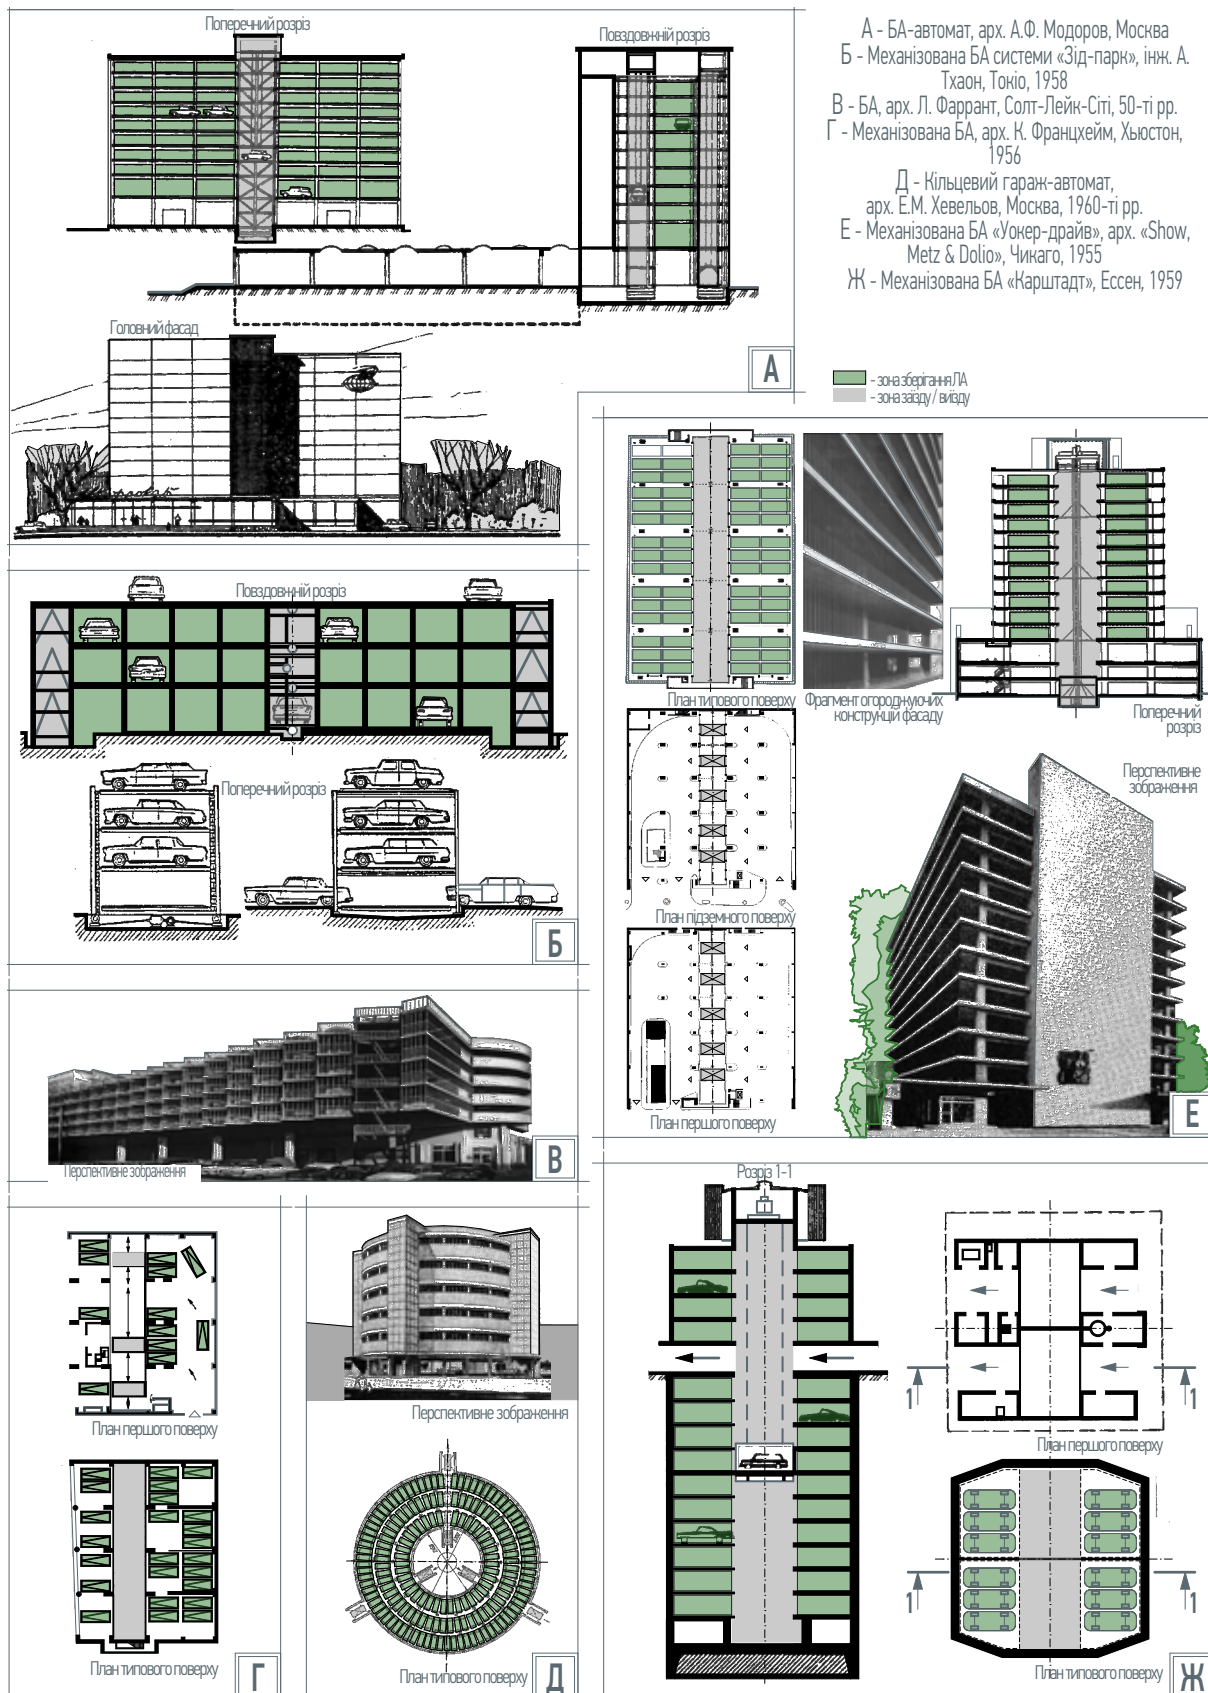 Поперечний розріз
Повздовжній розріз
А - БА-автомат, арх. А.Ф. Модоров, Москва
Б - Механізована БА системи «Зід-парк», інж. А.
Тхаон, Токіо, 1958
В - БА, арх. Л. Фаррант, Солт-Лейк-Сіті, 50-ті рр.
Г - Механізована БА, арх. К. Францхейм, Хьюстон,
1956
Д - Кільцевий гараж-автомат,
арх. Е.М. Хевельов, Москва, 1960-ті рр.
Е - Механізована БА «Уокер-драйв», арх. «Show,
Metz & Dolio», Чикаго, 1955
Ж - Механізована БА «Карштадт», Ессен, 1959
Головний фасад
А
- зона зберігання ЛА
- зона заїзду / виїзду
Повздовжній розріз
Поперечний розріз
Б
План типового поверху
Фрагмент огороджуючих
конструкцій фасаду
Поперечний
розріз
Перспективне
зображення
План підземного поверху
План першого поверху
Е
Перспективне зображення
В
План першого поверху
План типового поверху
Г
Перспективне зображення
План типового поверху
Д
Розріз 1-1
1
1
План першого поверху
1
1
План типового поверху
Ж